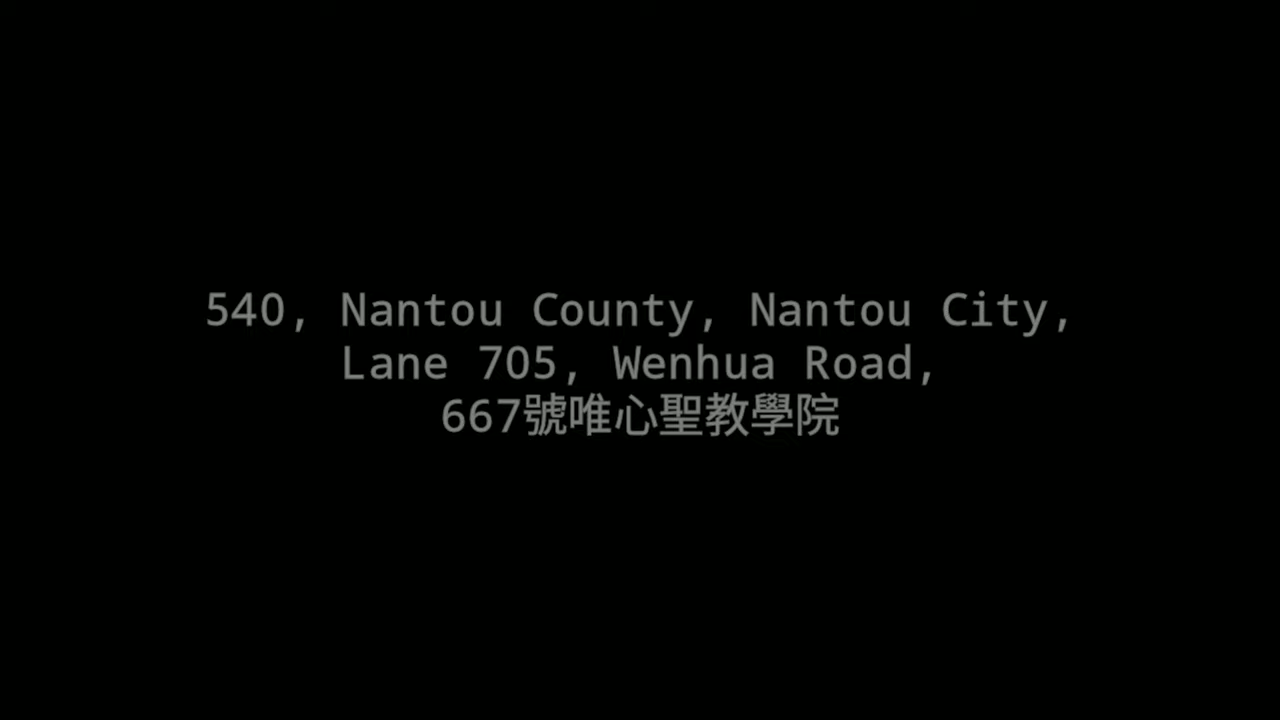 540, Nantou County, Nantou City,
Lane 705, Wenhua Road,
667號唯心聖教學院